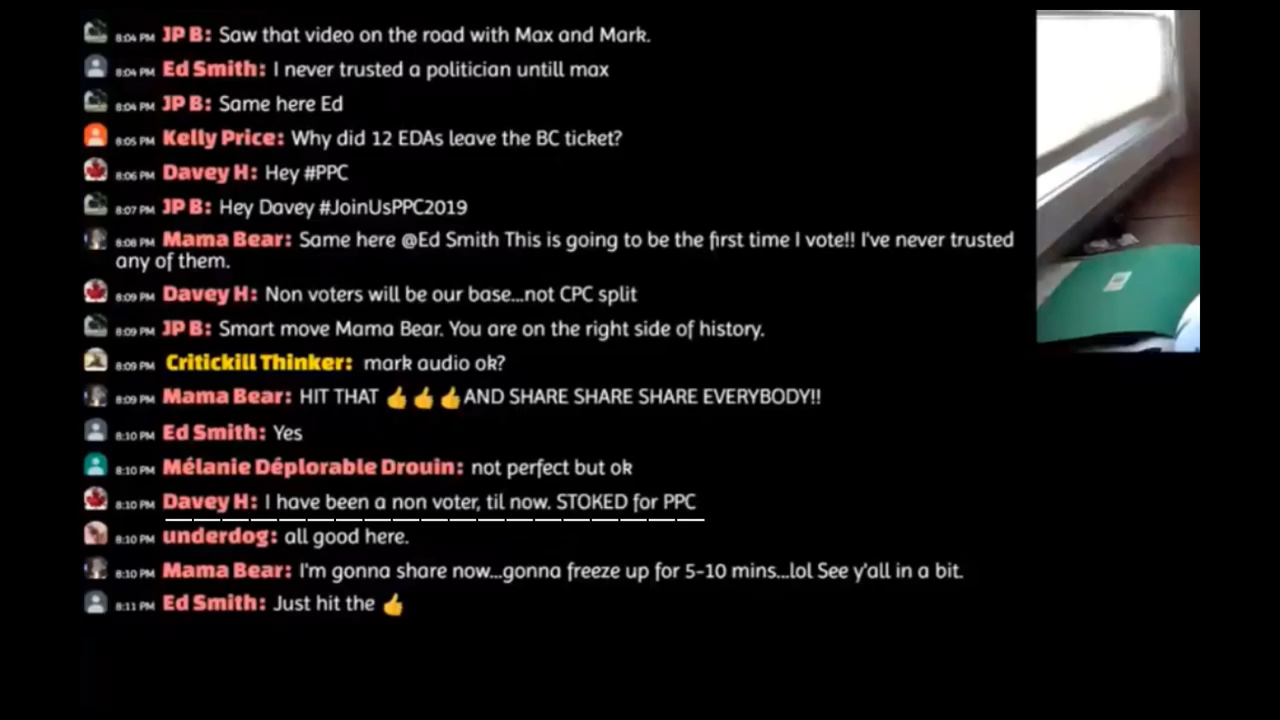 8:04 PM JP B: Saw that video on the road with Max and Mark.
8:04 PM Ed Smith: I never trusted a politician untill max
8:04 PM JP B: Same here Ed
8:05 PM Kelly Price: Why did 12 EDAs leave the BC ticket?
8:06 PM Davey H: Hey #PPC
8:07 PM JP B: Hey Davey #JoinUsPPC2019
8:08 PM Mama Bear: Same here @Ed Smith This is going to be the first time I vote!! I've never trusted
any of them.
8:09 PM Davey H: Non voters will be our base...not CPC split
8:09 PM JP B: Smart move Mama Bear. You are on the right side of history.
8:09 PM Critickill Thinker: mark audio ok?
8:09 PM Mama Bear: HIT THAT 👍👍👍AND SHARE SHARE SHARE EVERYBODY!!
8:10 PM Ed Smith: Yes
8:10 PM Mélanie Déplorable Drouin: not perfect but ok
8:10 PM Davey H: I have been a non voter, til now. STOKED for PPC
8:10 PM underdog: all good here.
8:10 PM Mama Bear: I'm gonna share now...gonna freeze up for 5-10 mins...lol See y'all in a bit.
8:11 PM Ed Smith: Just hit the 👍